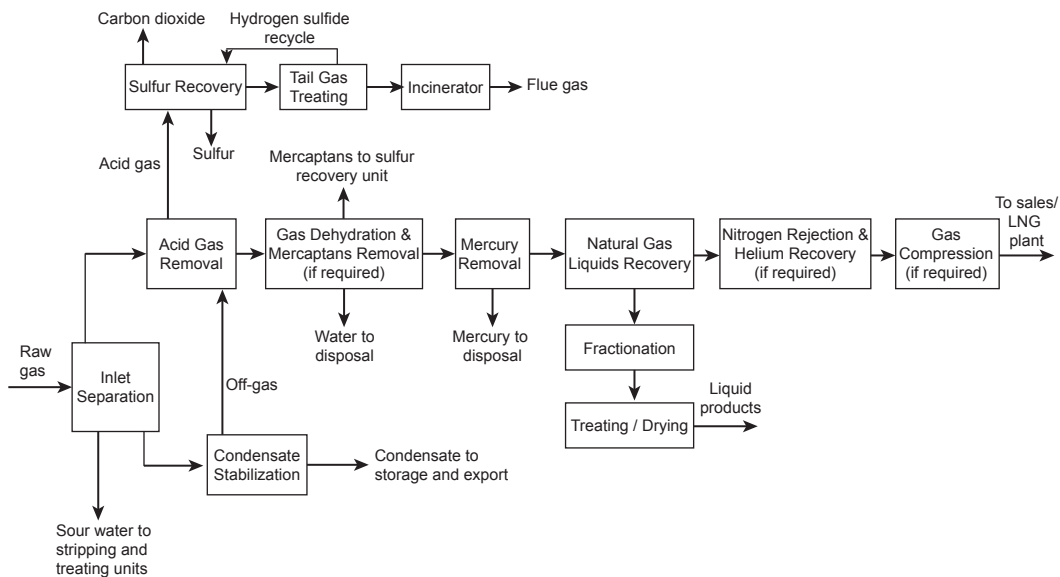 Carbon dioxide
Hydrogen sulfide
recycle
Sulfur Recovery
Tail Gas
Treating
Incinerator
Flue gas
Sulfur
Acid gas
Mercaptans to sulfur
recovery unit
Acid Gas
Removal
Gas Dehydration &
Mercaptans Removal
(if required)
Mercury
Removal
Natural Gas
Liquids Recovery
Nitrogen Rejection &
Helium Recovery
(if required)
Gas
Compression
(if required)
To sales/
LNG
plant
Water to
disposal
Mercury to
disposal
Fractionation
Raw
gas
Inlet
Separation
Off-gas
Treating / Drying
Liquid
products
Condensate
Stabilization
Condensate to
storage and export
Sour water to
stripping and
treating units